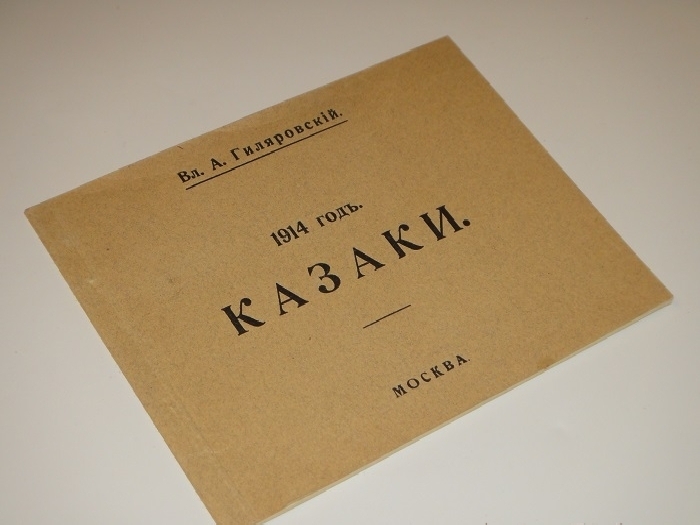 Вл. А. Гиляровскій.
1914 годъ.
КАЗАКИ.
МОСКВА.